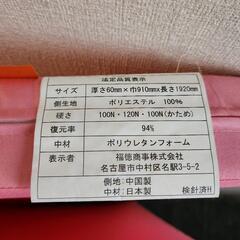 法定品質表示
サイズ 厚さ60mm×巾910mm×長さ1920mm
側生地 ポリエステル 100%
硬さ 100N・120N・100N(かため)
復元率 94%
中材 ポリウレタンフォーム
表示者 福徳商事株式会社
名古屋市中村区名駅3-5-2
側地:中国製
中材:日本製 検針済H